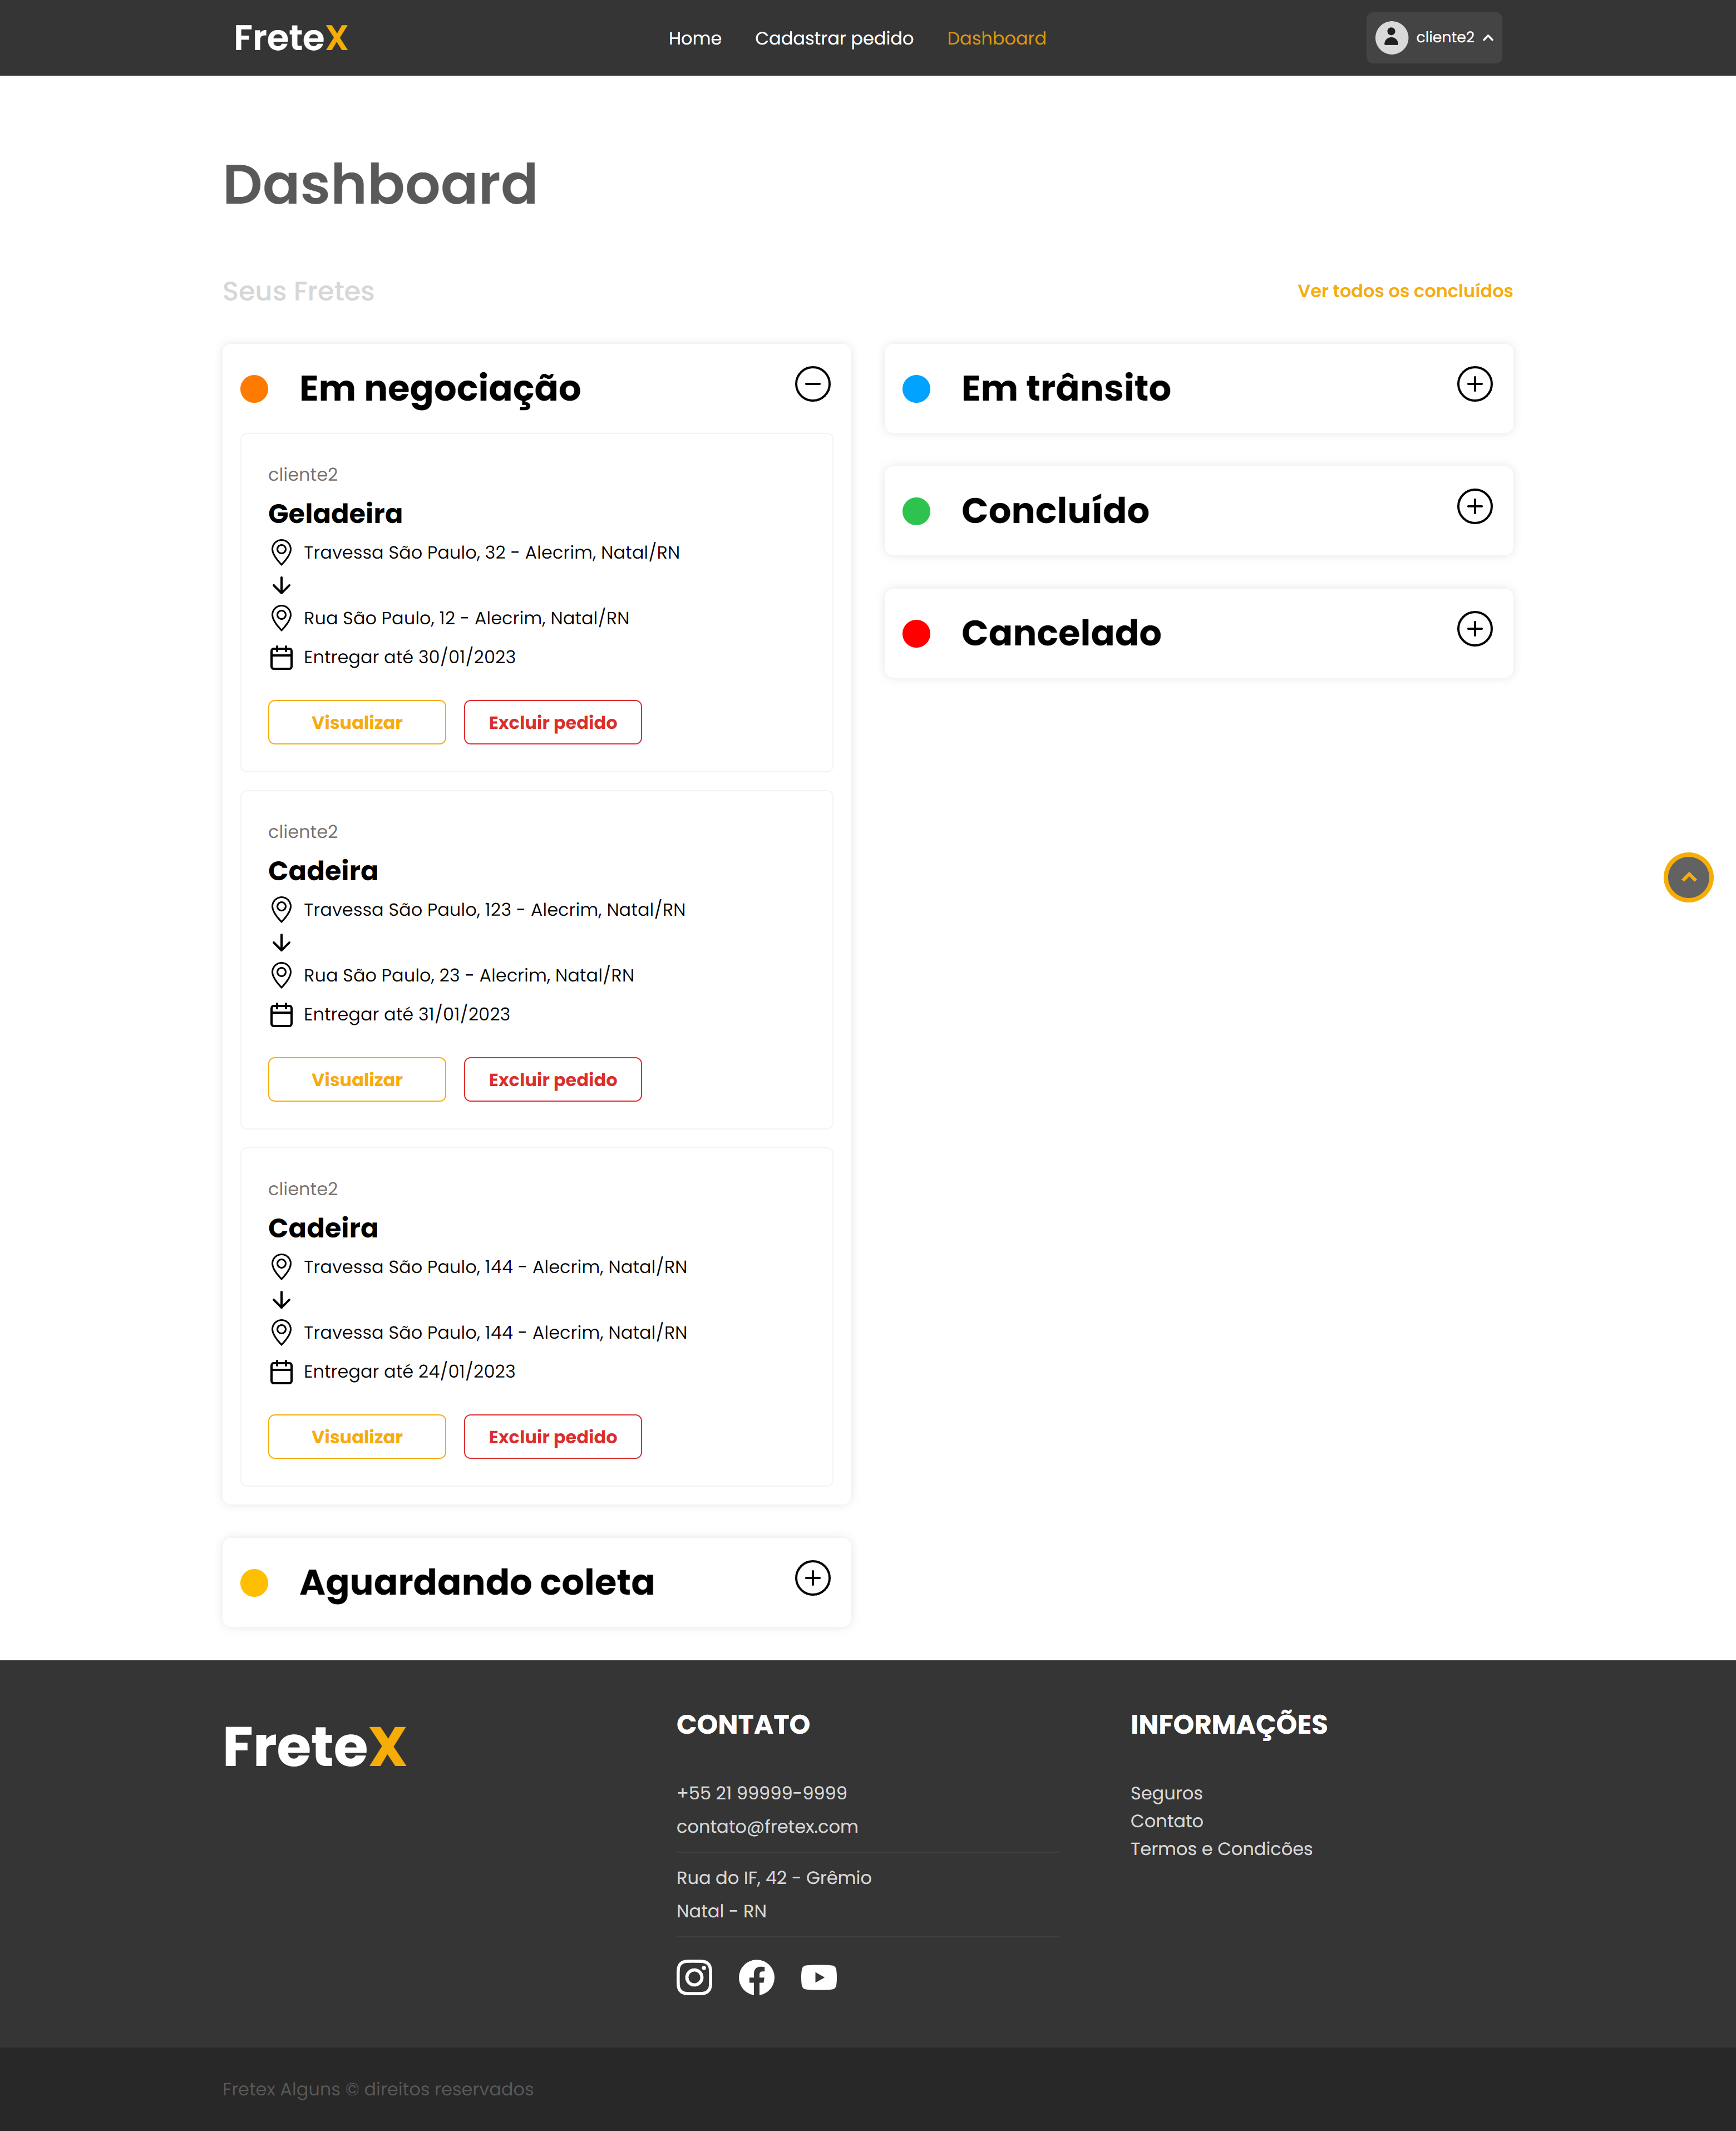 FreteX
Home
Cadastrar pedido
Dashboard
cliente2
Dashboard
Seus Fretes
Ver todos os concluídos
Em negociação
cliente2
Geladeira
Travessa São Paulo, 32 - Alecrim, Natal/RN
Rua São Paulo, 12 - Alecrim, Natal/RN
Entregar até 30/01/2023
Visualizar
Excluir pedido
cliente2
Cadeira
Travessa São Paulo, 123 - Alecrim, Natal/RN
Rua São Paulo, 23 - Alecrim, Natal/RN
Entregar até 31/01/2023
Visualizar
Excluir pedido
cliente2
Cadeira
Travessa São Paulo, 144 - Alecrim, Natal/RN
Travessa São Paulo, 144 - Alecrim, Natal/RN
Entregar até 24/01/2023
Visualizar
Excluir pedido
Aguardando coleta
Em trânsito
Concluído
Cancelado
FreteX
CONTATO
+55 21 99999-9999
contato@fretex.com
Rua do IF, 42 - Grêmio
Natal - RN
INFORMAÇÕES
Seguros
Contato
Termos e Condicões
Fretex Alguns © direitos reservados